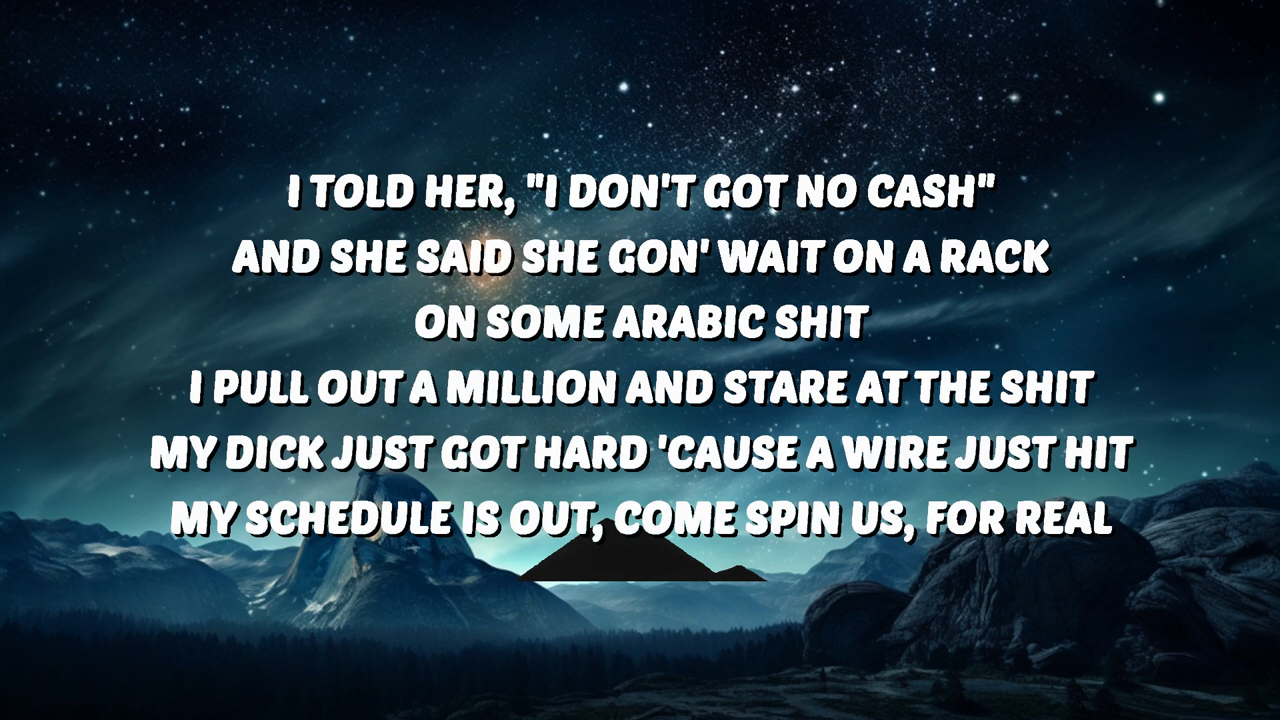 I TOLD HER, "I DON'T GOT NO CASH"
AND SHE SAID SHE GON' WAIT ON A RACK
ON SOME ARABIC SHIT
I PULL OUT A MILLION AND STARE AT THE SHIT
MY DICK JUST GOT HARD 'CAUSE A WIRE JUST HIT
MY SCHEDULE IS OUT, COME SPIN US, FOR REAL